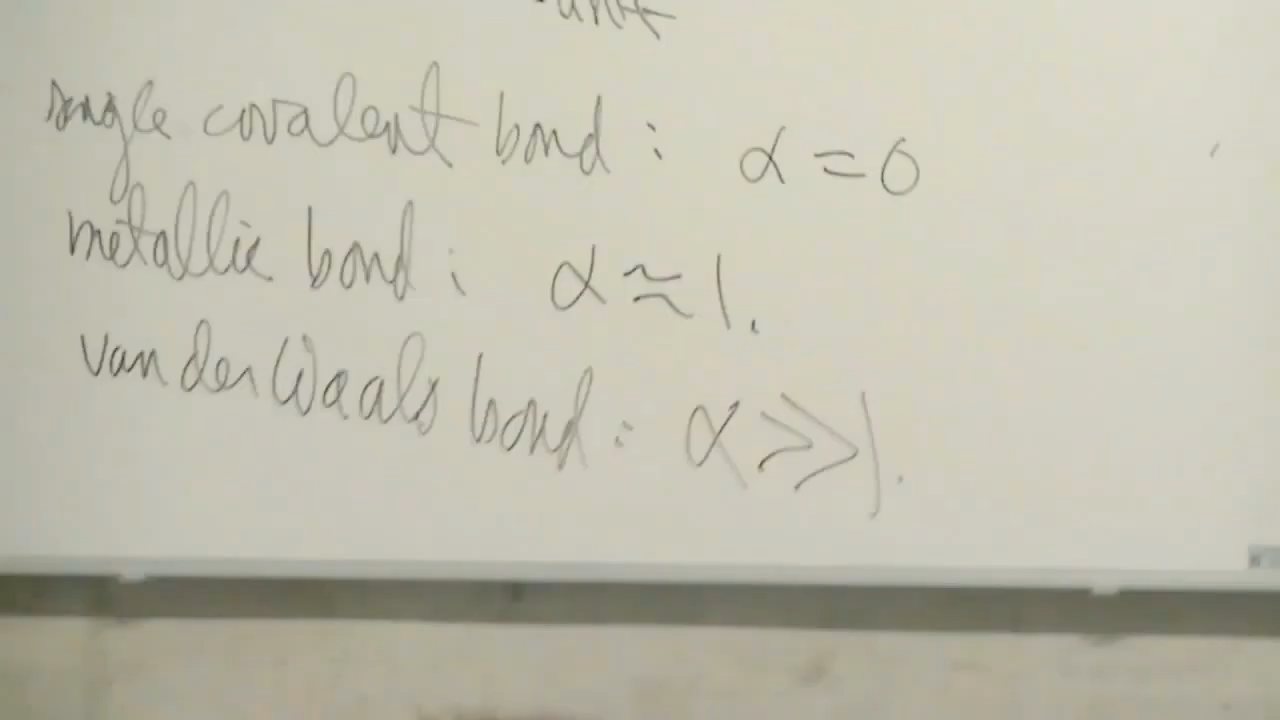 single covalent bond : α = 0
metallic bond : α ≈ 1.
van der Waals bond : α >> 1.